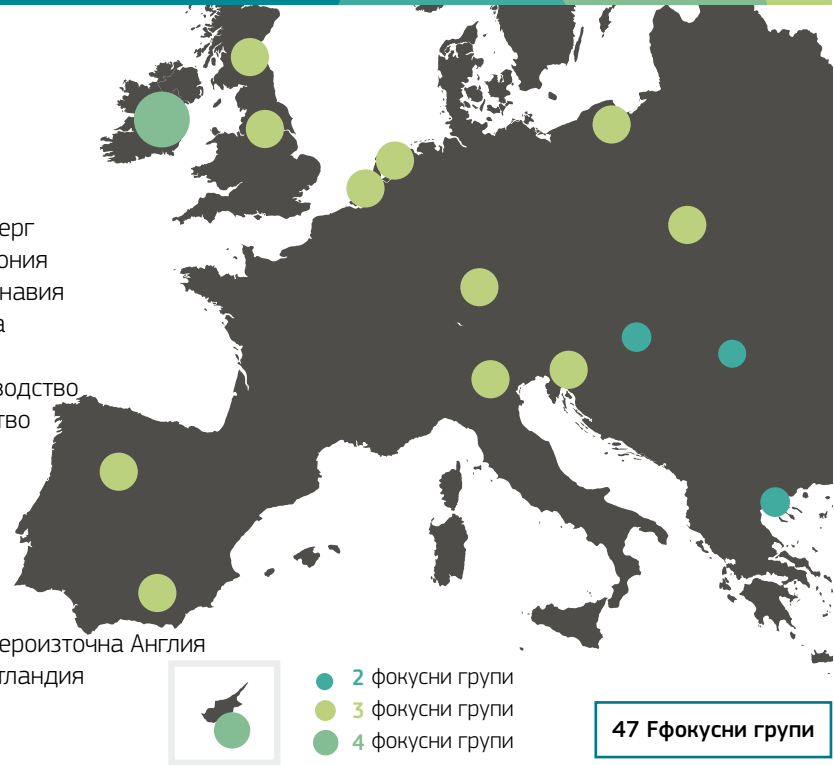 ерг
ония
навия
а
водство
тво
ероизточна Англия
тландия
2 фокусни групи
3 фокусни групи
4 фокусни групи
47 Fфокусни групи